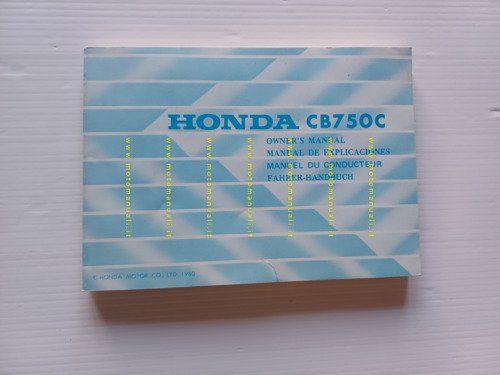 HONDA CB750C
OWNER'S MANUAL
MANUAL DE EXPLICACIONES
MANUEL DU CONDUCTEUR
FAHRER-HANDBUCH
© HONDA MOTOR CO., LTD. 1980
www.motomanuali.it
www.motomanuali.it
www.motomanuali.it
www.motomanuali.it
www.motomanuali.it
www.motomanuali.it